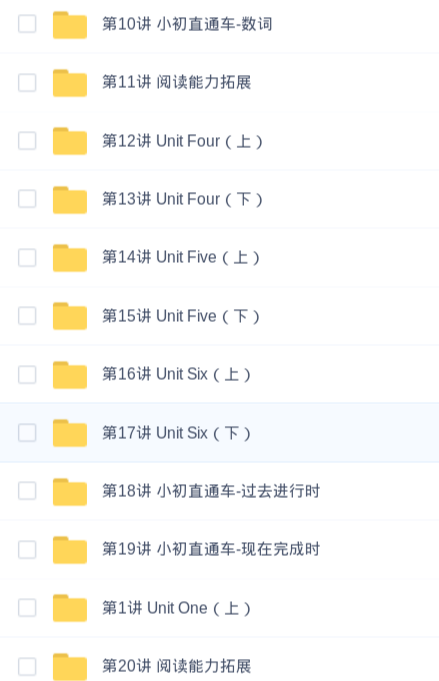 第10讲 小初直通车-数词
第11讲 阅读能力拓展
第12讲 Unit Four（上）
第13讲 Unit Four（下）
第14讲 Unit Five（上）
第15讲 Unit Five（下）
第16讲 Unit Six（上）
第17讲 Unit Six（下）
第18讲 小初直通车-过去进行时
第19讲 小初直通车-现在完成时
第1讲 Unit One（上）
第20讲 阅读能力拓展